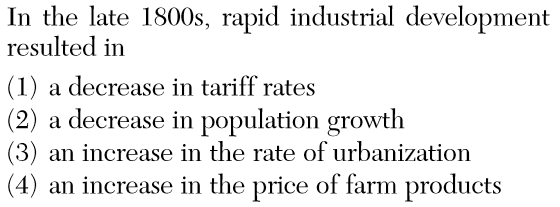 In the late 1800s, rapid industrial development
resulted in
(1) a decrease in tariff rates
(2) a decrease in population growth
(3) an increase in the rate of urbanization
(4) an increase in the price of farm products